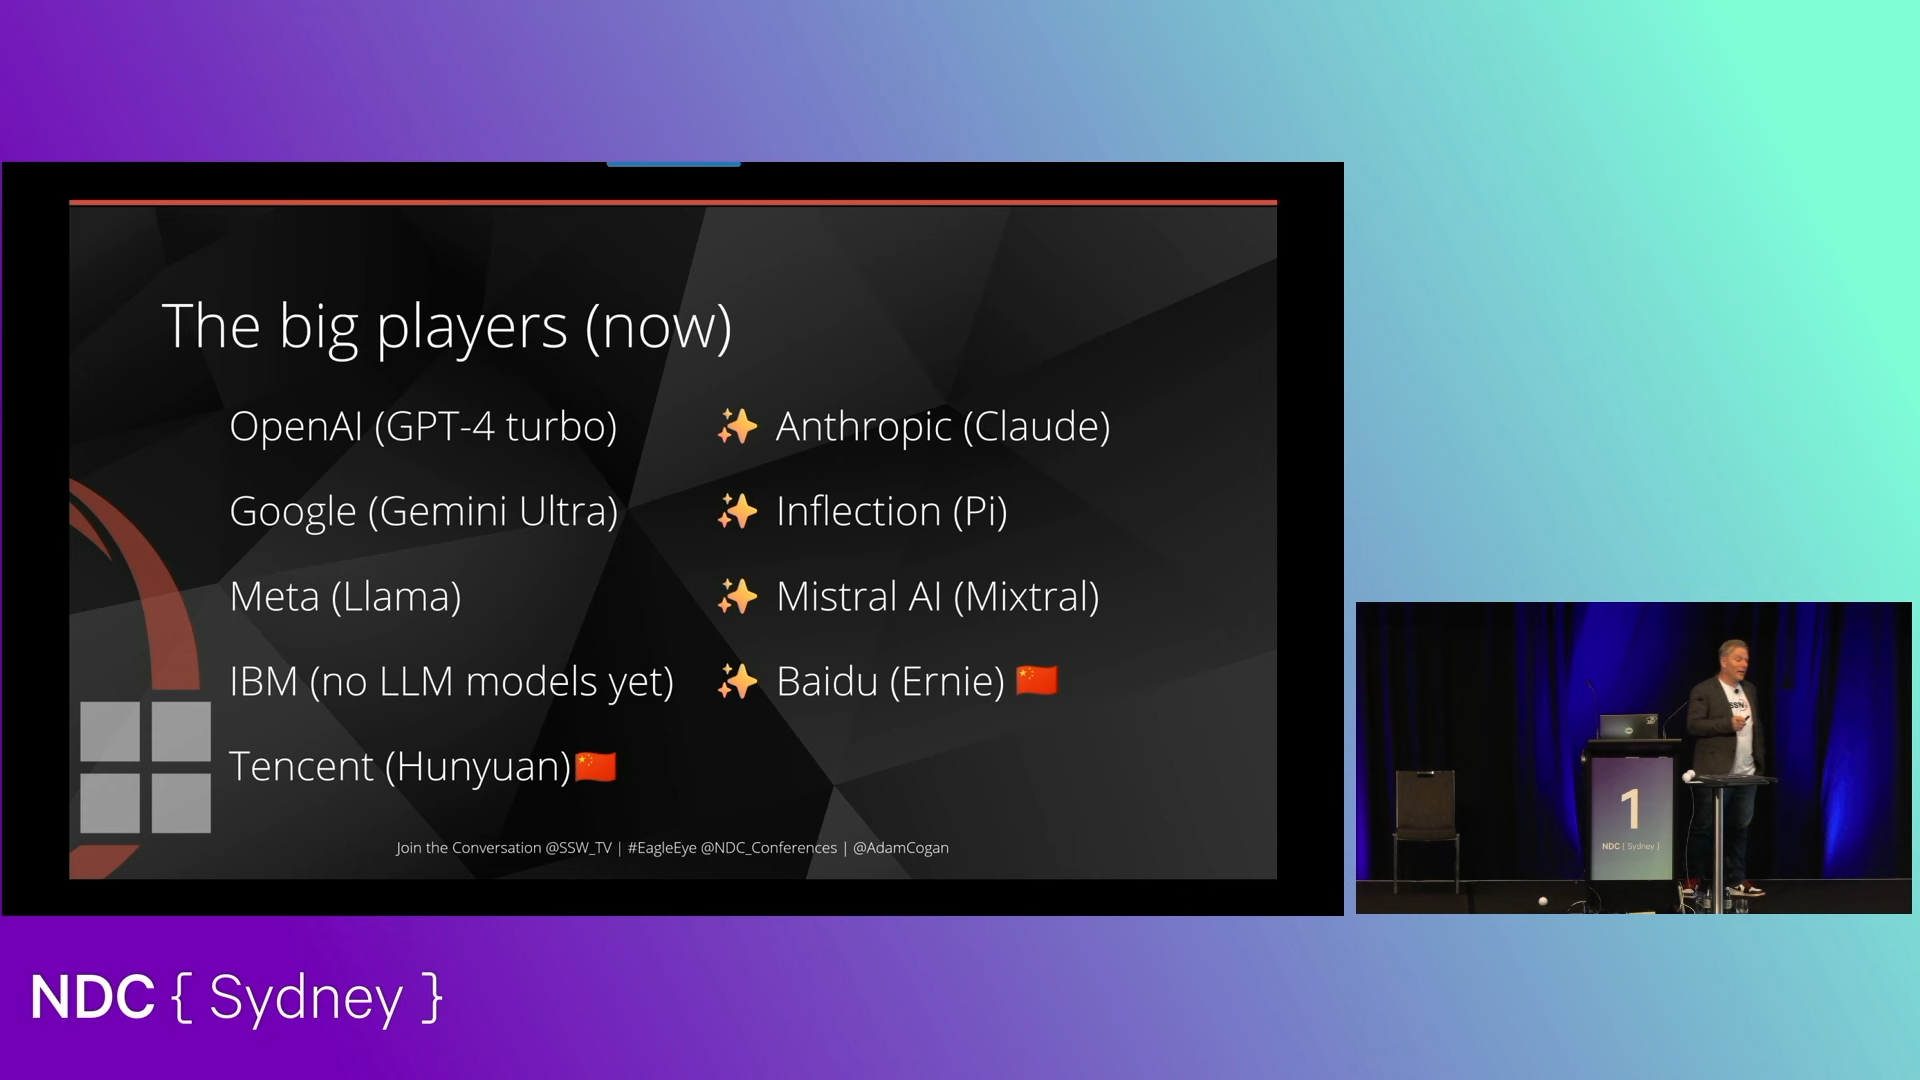 The big players (now)
OpenAI (GPT-4 turbo)
Google (Gemini Ultra)
Meta (Llama)
IBM (no LLM models yet)
Tencent (Hunyuan)🇨🇳
✨ Anthropic (Claude)
✨ Inflection (Pi)
✨ Mistral AI (Mixtral)
✨ Baidu (Ernie) 🇨🇳
Join the Conversation @SSW_TV | #EagleEye @NDC_Conferences | @AdamCogan
SSW
1
NDC { Sydney }
NDC { Sydney }